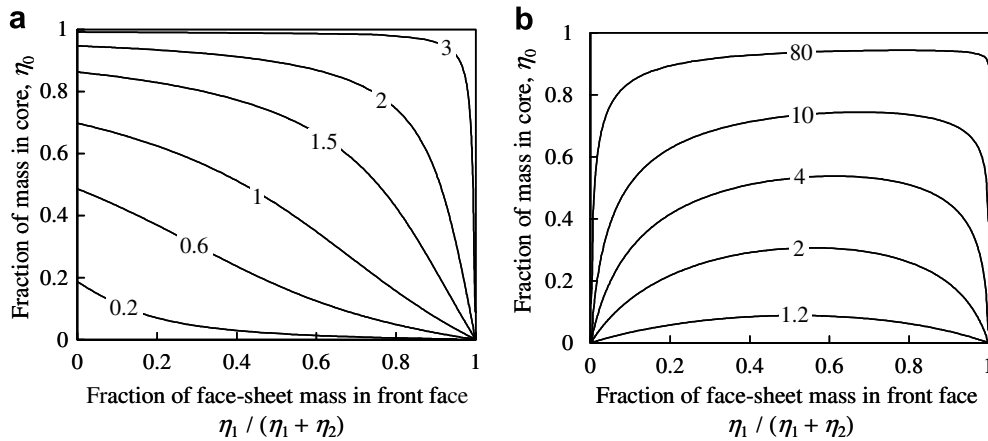 a
Fraction of mass in core, η0
1
0.8
0.6
0.4
0.2
0
3
2
1.5
1
0.6
0.2
0 0.2 0.4 0.6 0.8 1
Fraction of face-sheet mass in front face
η1 / (η1 + η2)
b
Fraction of mass in core, η0
1
0.8
0.6
0.4
0.2
0
80
10
4
2
1.2
0 0.2 0.4 0.6 0.8 1
Fraction of face-sheet mass in front face
η1 / (η1 + η2)